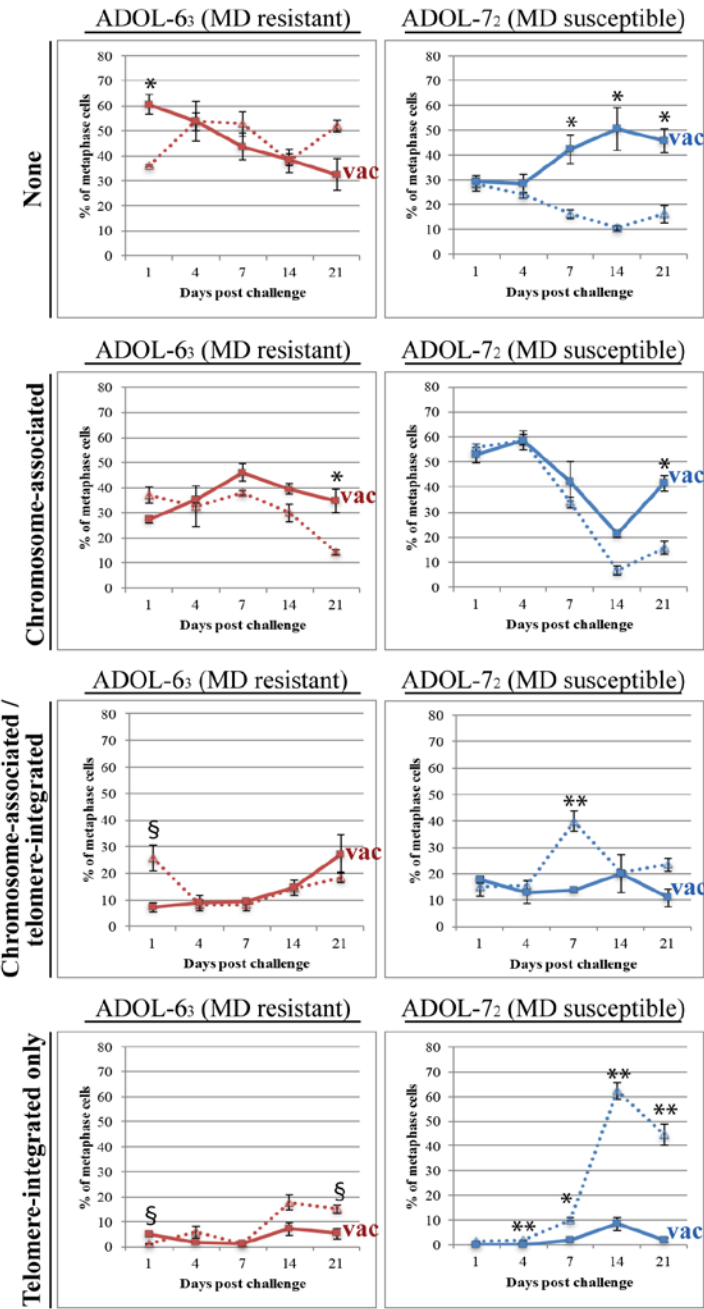 ADOL-6₃ (MD resistant)
ADOL-7₂ (MD susceptible)
None
% of metaphase cells
80
70
60
50
40
30
20
10
0
*
vac
1 4 7 14 21
Days post challenge
% of metaphase cells
80
70
60
50
40
30
20
10
0
* * *
vac
1 4 7 14 21
Days post challenge
ADOL-6₃ (MD resistant)
ADOL-7₂ (MD susceptible)
Chromosome-associated
% of metaphase cells
80
70
60
50
40
30
20
10
0
*
vac
1 4 7 14 21
Days post challenge
% of metaphase cells
80
70
60
50
40
30
20
10
0
*
vac
1 4 7 14 21
Days post challenge
ADOL-6₃ (MD resistant)
ADOL-7₂ (MD susceptible)
Chromosome-associated /
telomere-integrated
% of metaphase cells
80
70
60
50
40
30
20
10
0
§
vac
1 4 7 14 21
Days post challenge
% of metaphase cells
80
70
60
50
40
30
20
10
0
**
vac
1 4 7 14 21
Days post challenge
ADOL-6₃ (MD resistant)
ADOL-7₂ (MD susceptible)
Telomere-integrated only
% of metaphase cells
80
70
60
50
40
30
20
10
0
§ §
vac
1 4 7 14 21
Days post challenge
% of metaphase cells
80
70
60
50
40
30
20
10
0
** * ** **
vac
1 4 7 14 21
Days post challenge